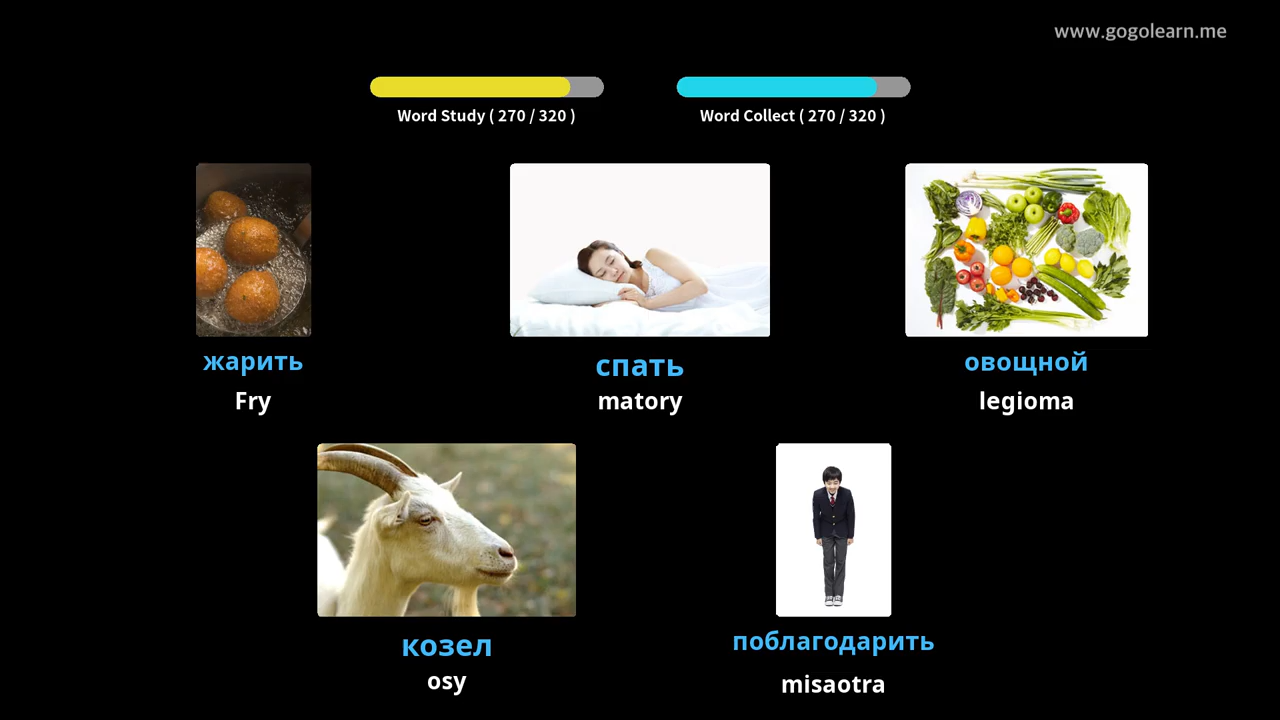 www.gogolearn.me
Word Study ( 270 / 320 )
Word Collect ( 270 / 320 )
жарить
Fry
спать
matory
овощной
legioma
козел
osy
поблагодарить
misaotra